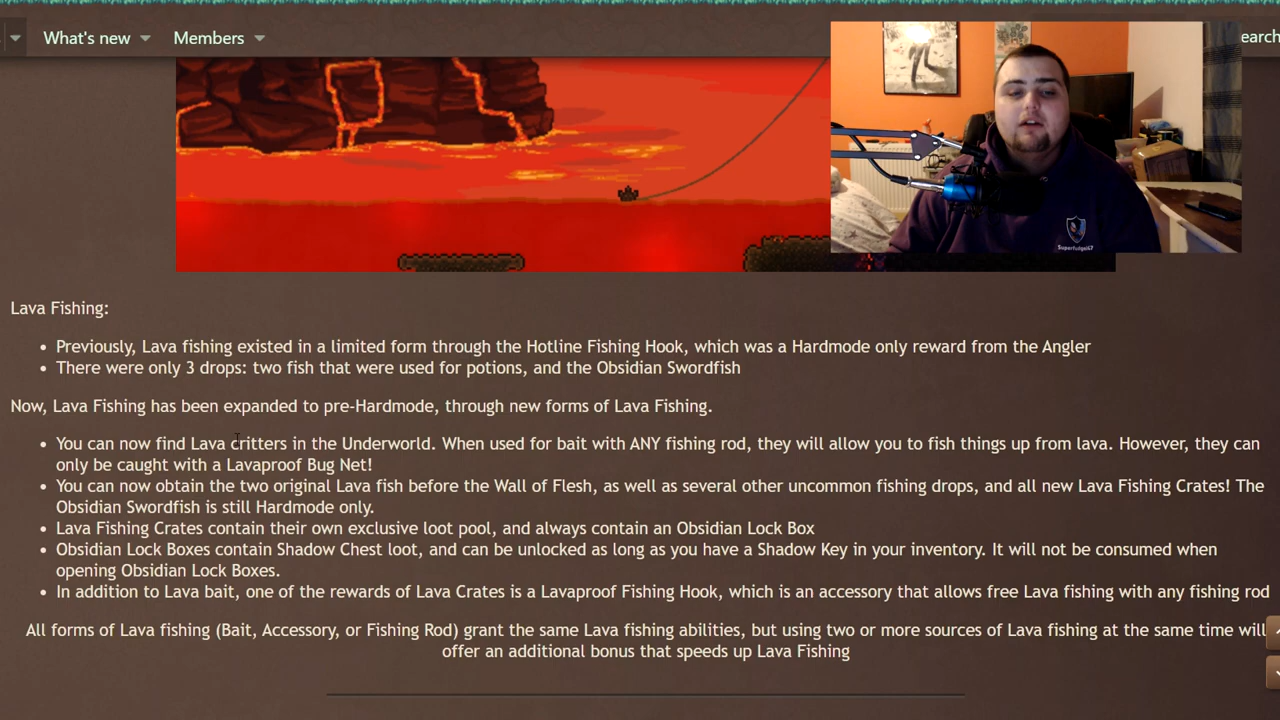 What's new
Members
earch
Superfudge67
Lava Fishing:
Previously, Lava fishing existed in a limited form through the Hotline Fishing Hook, which was a Hardmode only reward from the Angler
There were only 3 drops: two fish that were used for potions, and the Obsidian Swordfish
Now, Lava Fishing has been expanded to pre-Hardmode, through new forms of Lava Fishing.
You can now find Lava critters in the Underworld. When used for bait with ANY fishing rod, they will allow you to fish things up from lava. However, they can
only be caught with a Lavaproof Bug Net!
You can now obtain the two original Lava fish before the Wall of Flesh, as well as several other uncommon fishing drops, and all new Lava Fishing Crates! The
Obsidian Swordfish is still Hardmode only.
Lava Fishing Crates contain their own exclusive loot pool, and always contain an Obsidian Lock Box
Obsidian Lock Boxes contain Shadow Chest loot, and can be unlocked as long as you have a Shadow Key in your inventory. It will not be consumed when
opening Obsidian Lock Boxes.
In addition to Lava bait, one of the rewards of Lava Crates is a Lavaproof Fishing Hook, which is an accessory that allows free Lava fishing with any fishing rod
All forms of Lava fishing (Bait, Accessory, or Fishing Rod) grant the same Lava fishing abilities, but using two or more sources of Lava fishing at the same time will
offer an additional bonus that speeds up Lava Fishing